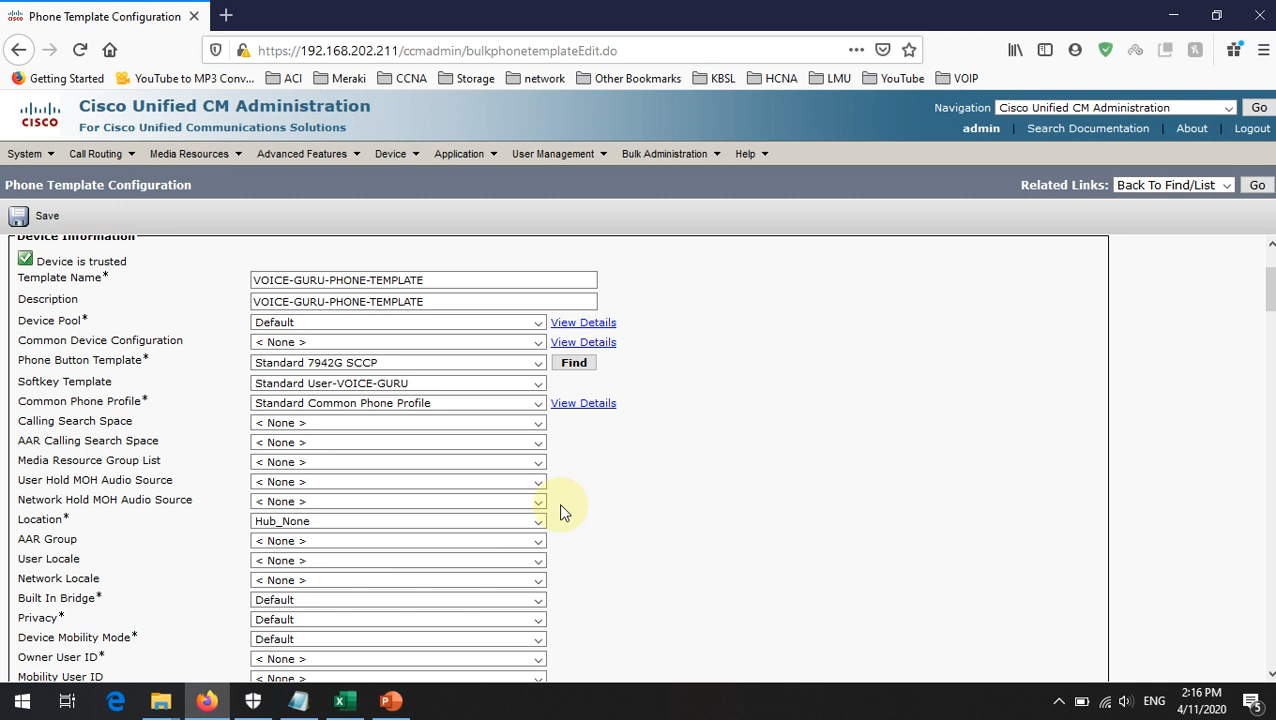 Phone Template Configuration
https://192.168.202.211/ccmadmin/bulkphonetemplateEdit.do
Getting Started YouTube to MP3 Conv... ACI Meraki CCNA Storage network Other Bookmarks KBSL HCNA LMU YouTube VOIP
Cisco Unified CM Administration
For Cisco Unified Communications Solutions
CISCO
Navigation Cisco Unified CM Administration Go
admin | Search Documentation | About | Logout
System Call Routing Media Resources Advanced Features Device Application User Management Bulk Administration Help
Phone Template Configuration
Related Links: Back To Find/List Go
Save
Device Information
Device is trusted
Template Name* VOICE-GURU-PHONE-TEMPLATE
Description VOICE-GURU-PHONE-TEMPLATE
Device Pool* Default View Details
Common Device Configuration < None > View Details
Phone Button Template* Standard 7942G SCCP Find
Softkey Template Standard User-VOICE-GURU
Common Phone Profile* Standard Common Phone Profile View Details
Calling Search Space < None >
AAR Calling Search Space < None >
Media Resource Group List < None >
User Hold MOH Audio Source < None >
Network Hold MOH Audio Source < None >
Location* Hub_None
AAR Group < None >
User Locale < None >
Network Locale < None >
Built In Bridge* Default
Privacy* Default
Device Mobility Mode* Default
Owner User ID* < None >
Mobility User ID < None >
ENG
2:16 PM
4/11/2020
5